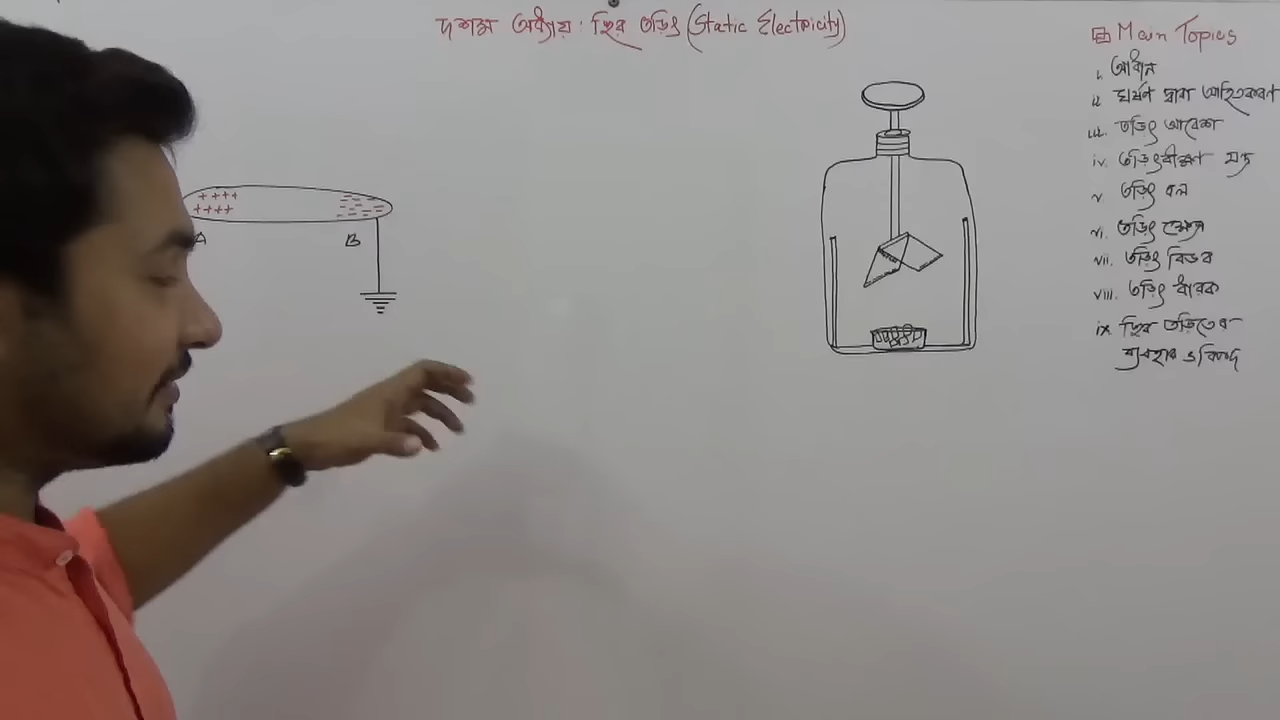 দশম অধ্যায় : স্থির তড়িৎ (Static Electricity)
Main Topics
i. আধান
ii. ঘর্ষণ দ্বারা আহিতকরণ
iii. তড়িৎ আবেশ
iv. তড়িৎবীক্ষণ যন্ত্র
v. তড়িৎ বল
vi. তড়িৎ ক্ষেত্র
vii. তড়িৎ বিভব
viii. তড়িৎ ধারক
ix স্থির তড়িতের
ব্যবহার ও বিপদ
++++
++++
A
B